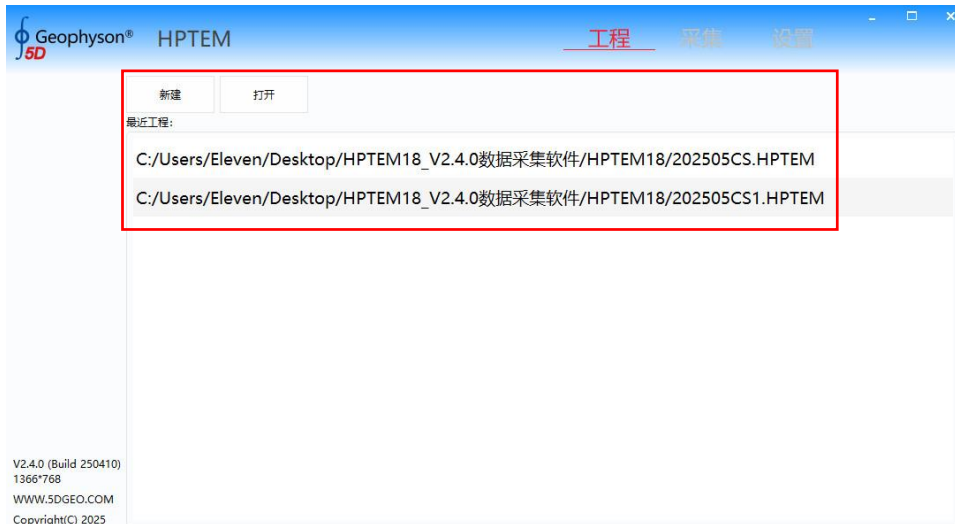 Geophyson® HPTEM 工程 采集 设置
5D
新建 打开
最近工程:
C:/Users/Eleven/Desktop/HPTEM18_V2.4.0数据采集软件/HPTEM18/202505CS.HPTEM
C:/Users/Eleven/Desktop/HPTEM18_V2.4.0数据采集软件/HPTEM18/202505CS1.HPTEM
V2.4.0 (Build 250410)
1366*768
WWW.5DGEO.COM
Copyright(C) 2025